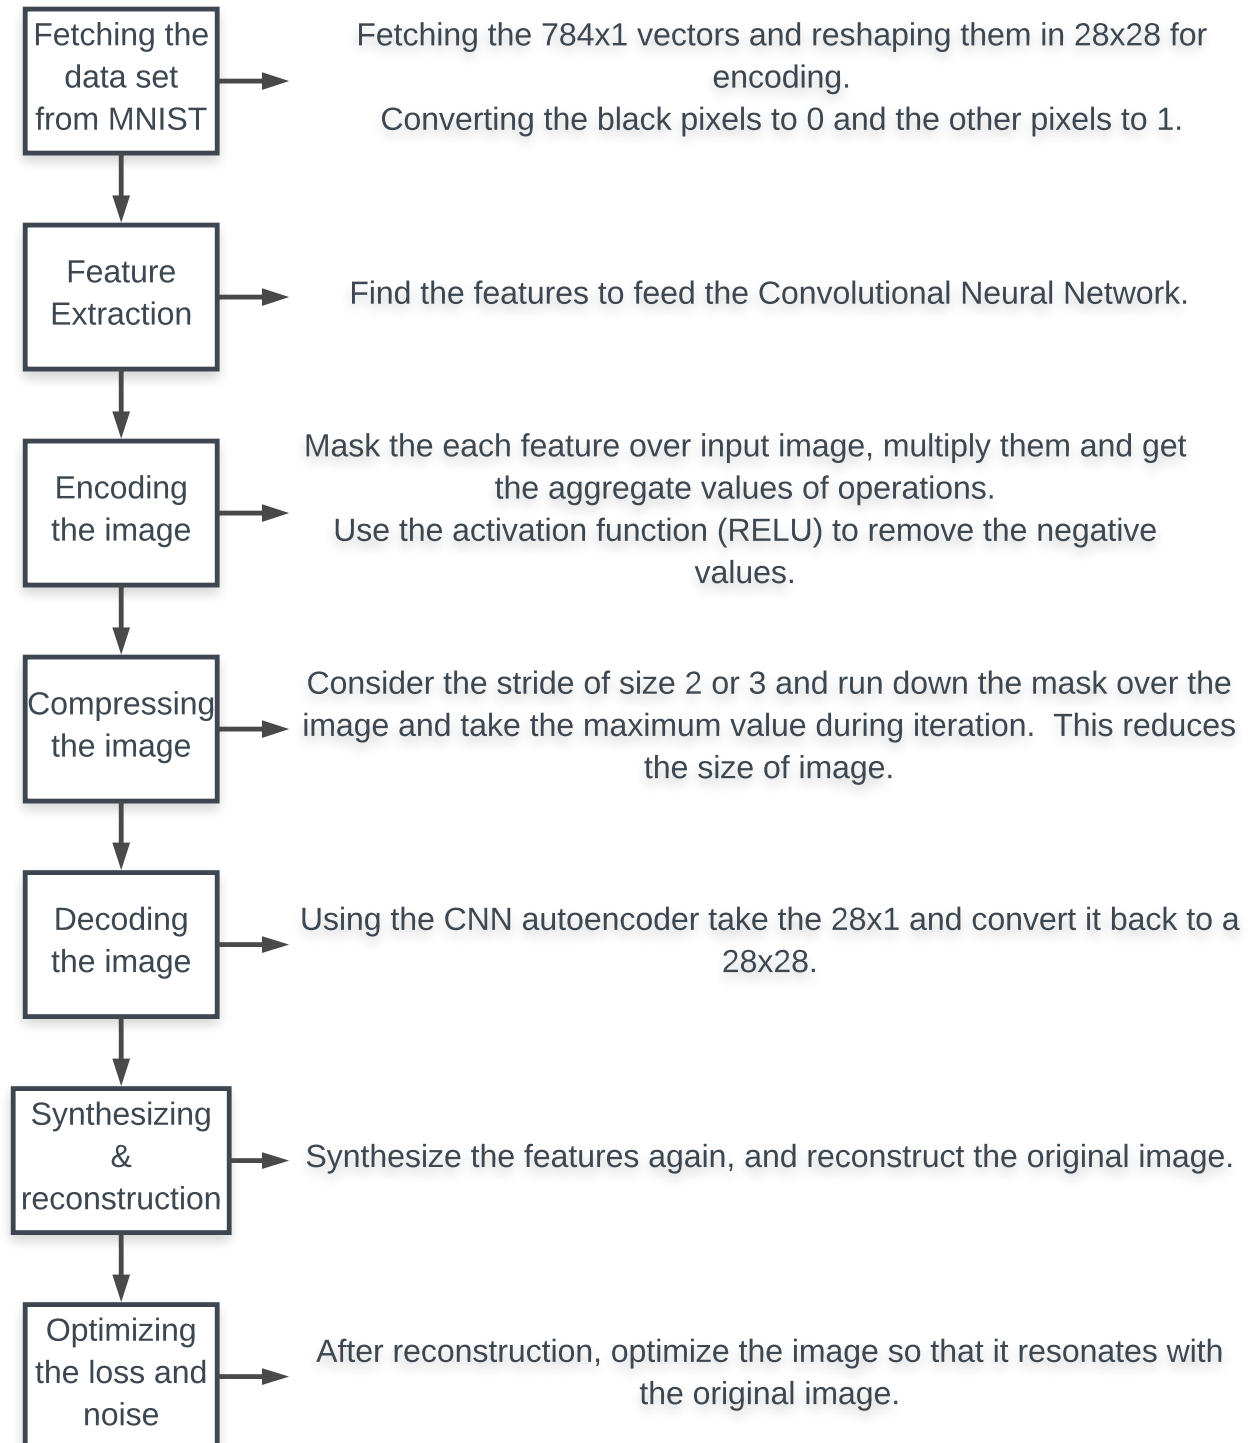 Fetching the
data set
from MNIST
Fetching the 784x1 vectors and reshaping them in 28x28 for
encoding.
Converting the black pixels to 0 and the other pixels to 1.
Feature
Extraction
Find the features to feed the Convolutional Neural Network.
Encoding
the image
Mask the each feature over input image, multiply them and get
the aggregate values of operations.
Use the activation function (RELU) to remove the negative
values.
Compressing
the image
Consider the stride of size 2 or 3 and run down the mask over the
image and take the maximum value during iteration.  This reduces
the size of image.
Decoding
the image
Using the CNN autoencoder take the 28x1 and convert it back to a
28x28.
Synthesizing
&
reconstruction
Synthesize the features again, and reconstruct the original image.
Optimizing
the loss and
noise
After reconstruction, optimize the image so that it resonates with
the original image.